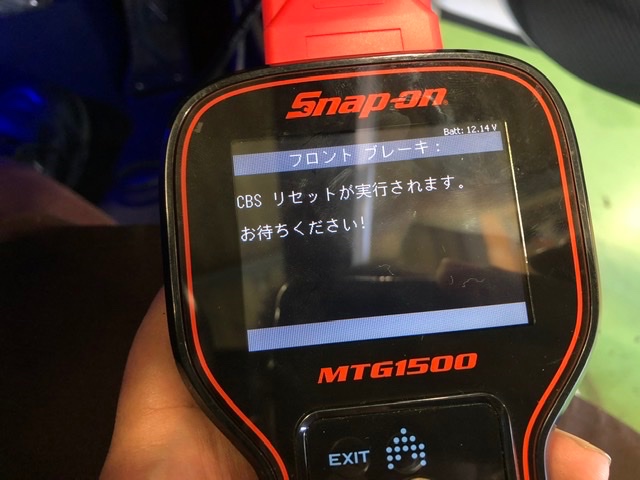 Snap-on
Batt: 12.14 V
フロント ブレーキ：
CBS リセットが実行されます。
お待ちください!
MTG1500
EXIT